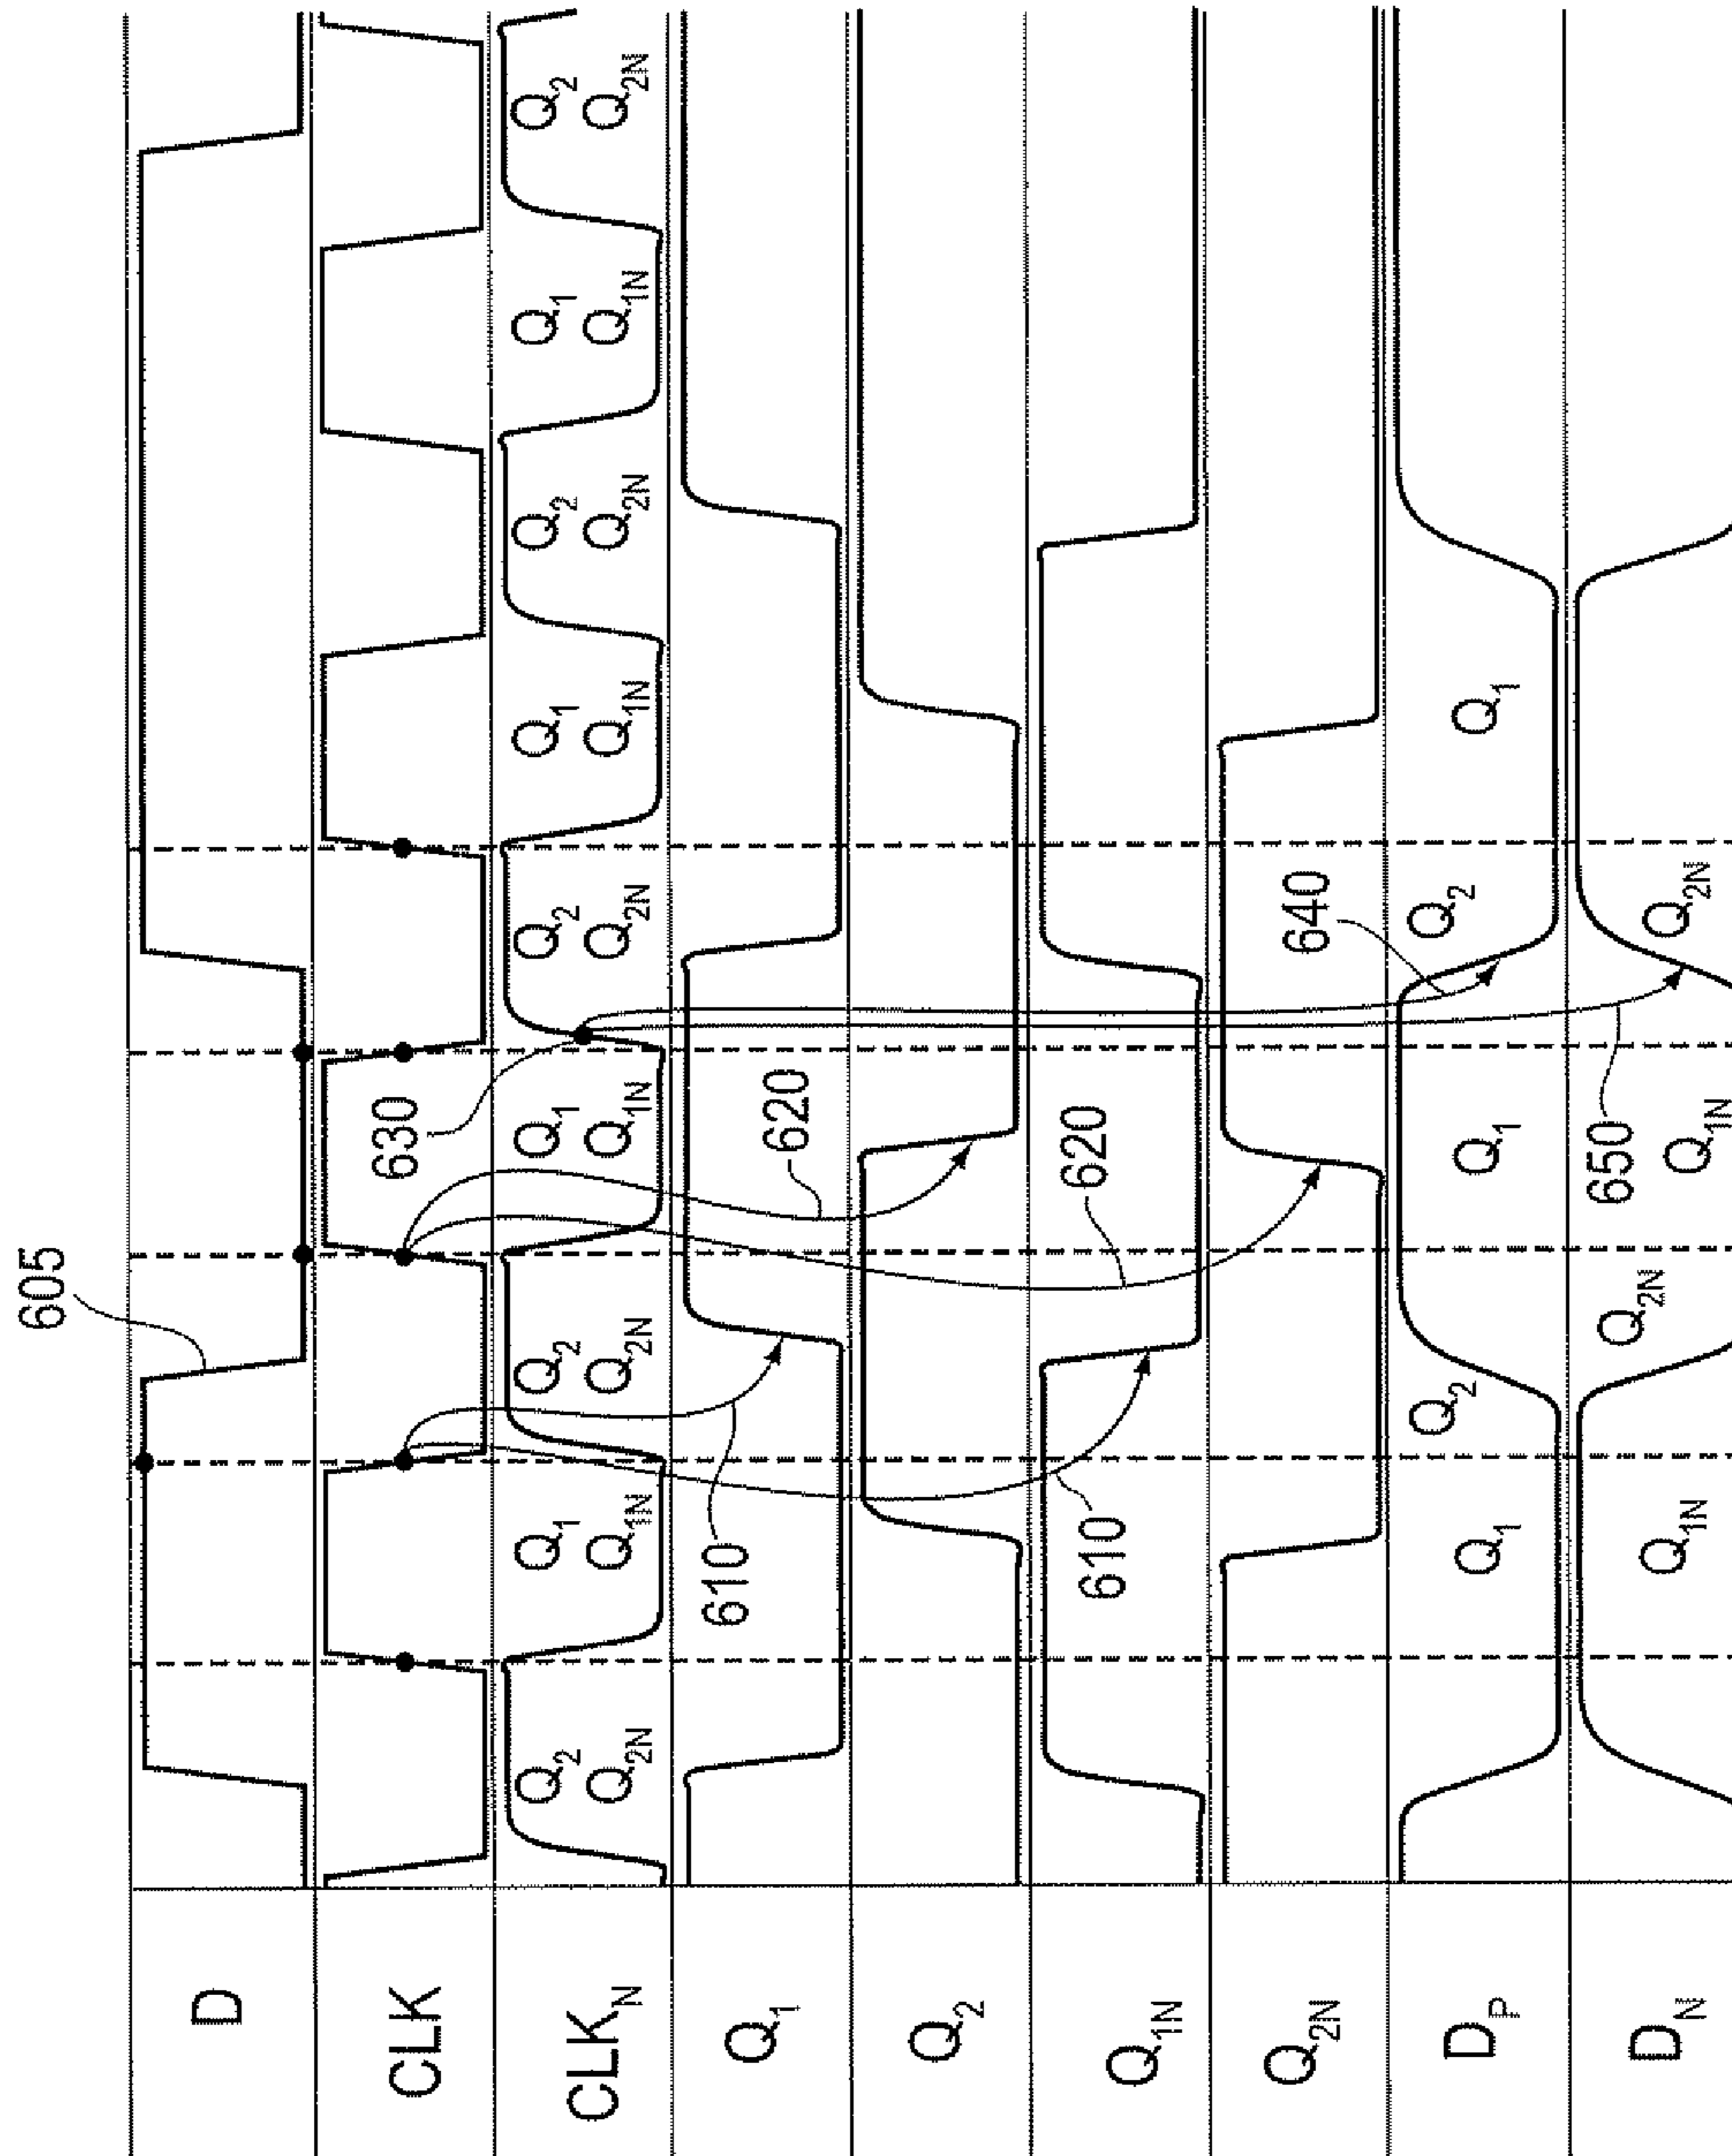 605
D
CLK 630
CLK_N Q_2 Q_1 Q_2 Q_1 Q_2 Q_1 Q_2 Q_1 Q_2
Q_2N Q_1N Q_2N Q_1N Q_2N Q_1N Q_2N Q_1N Q_2N
Q_1 610 620
Q_2
Q_1N 610 620
Q_2N 640
D_P Q_1 Q_2 Q_1 Q_2 Q_1
D_N Q_1N Q_2N 650 Q_1N Q_2N